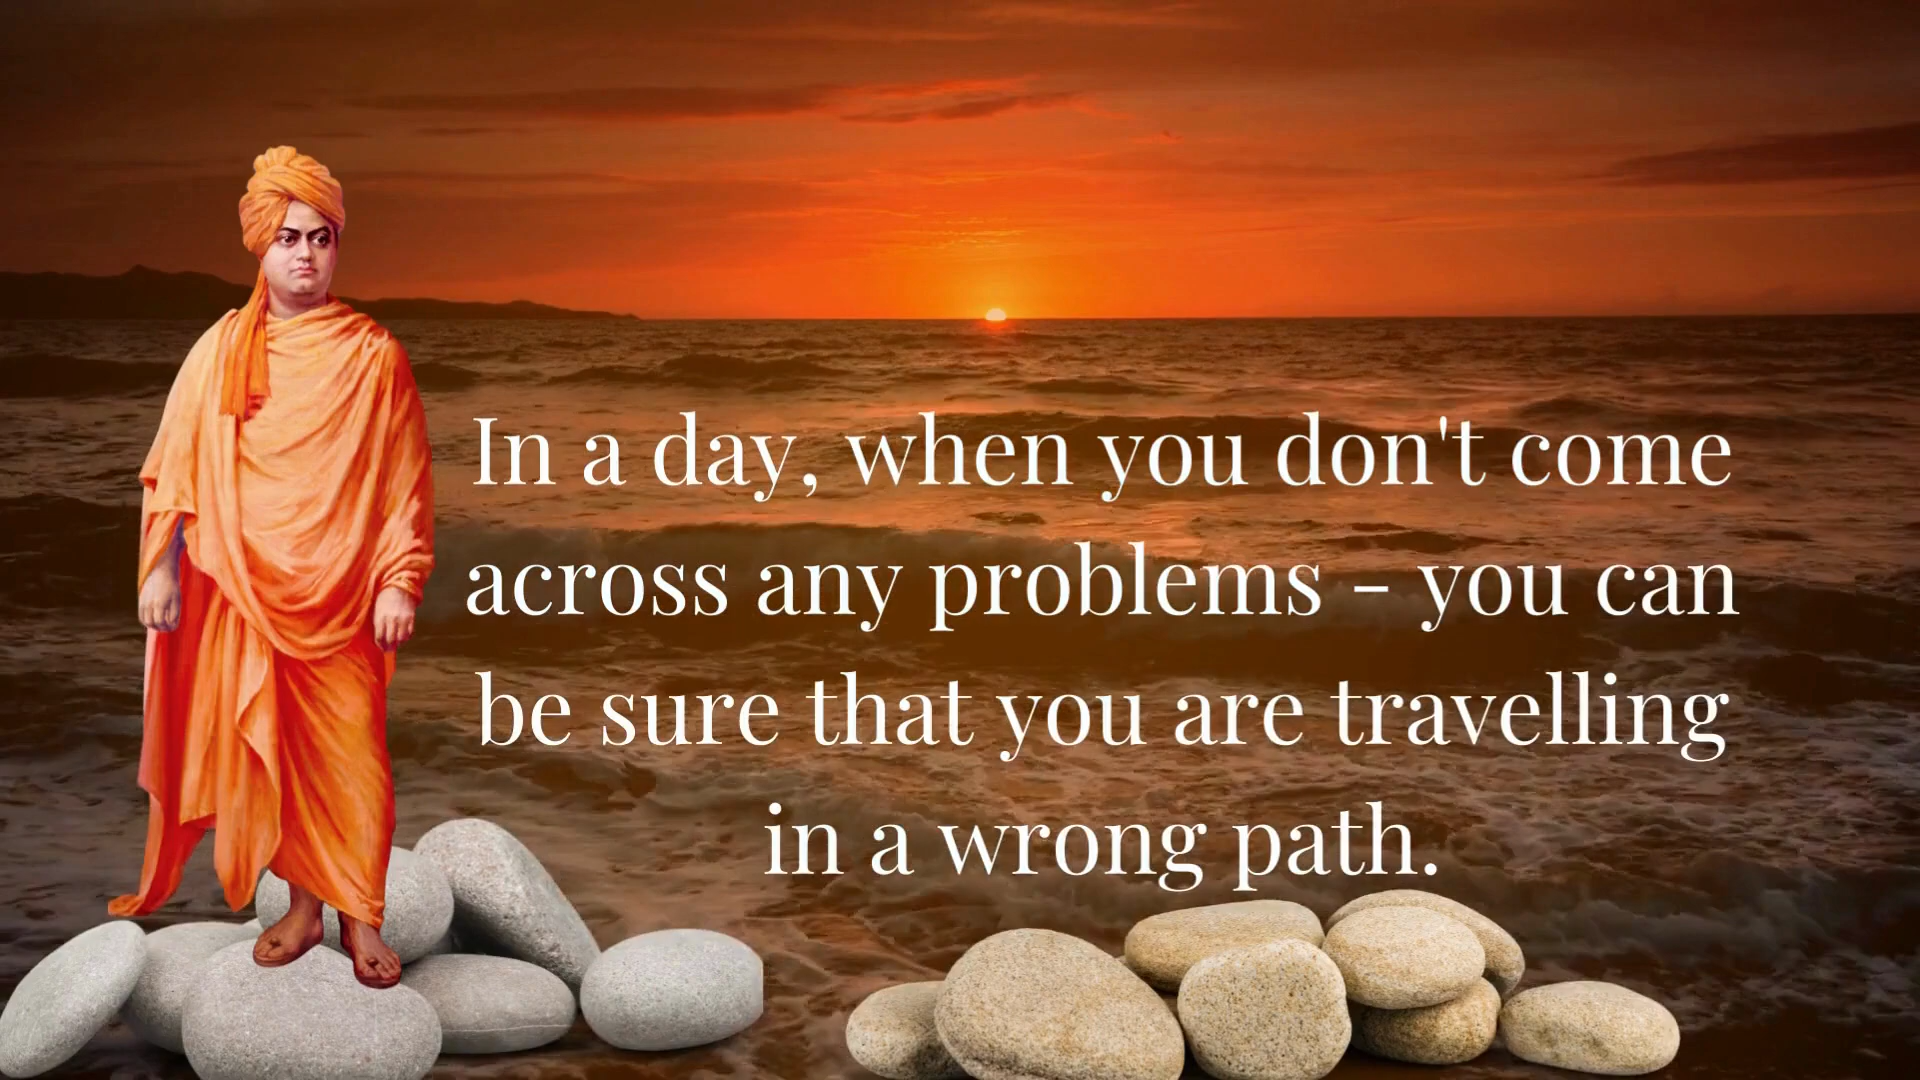 In a day, when you don't come
across any problems - you can
be sure that you are travelling
in a wrong path.